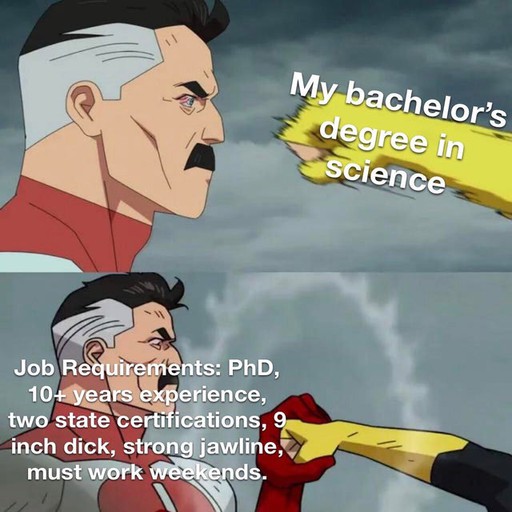 My bachelor's
degree in
science
Job Requirements: PhD,
10+ years experience,
two state certifications, 9
inch dick, strong jawline,
must work weekends.